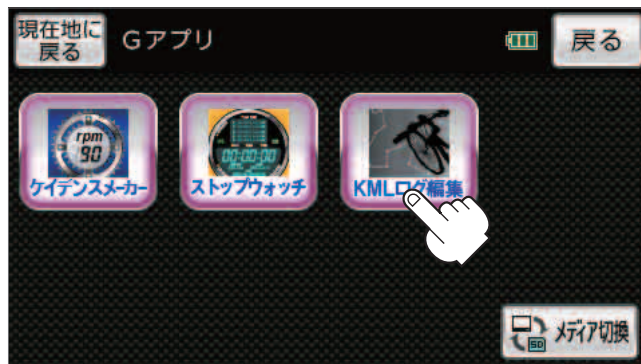 現在地に
戻る
Gアプリ
戻る
rpm
90
ケイデンスメーカー
00:00:00
ストップウォッチ
KMLログ編集
SD
メディア切換